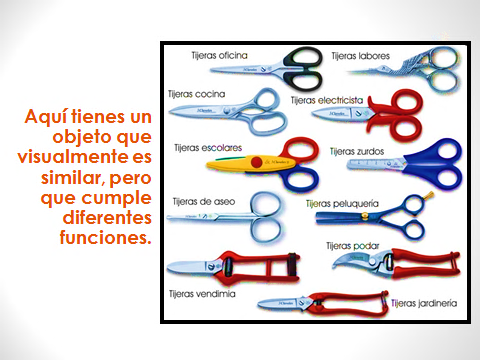 Aquí tienes un
objeto que
visualmente es
similar, pero
que cumple
diferentes
funciones.
Tijeras oficina
Tijeras labores
Tijeras cocina
Tijeras electricista
Tijeras escolares
Tijeras zurdos
Tijeras de aseo
Tijeras peluquería
Tijeras podar
Tijeras vendimia
Tijeras jardinería